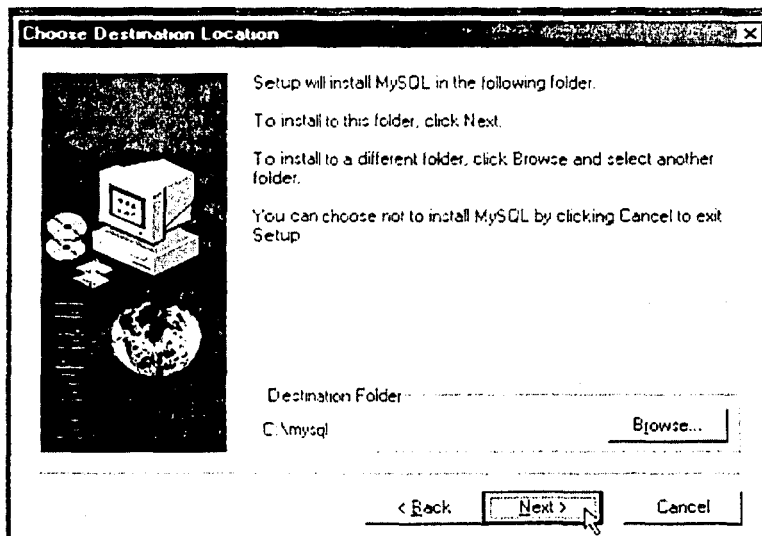 Choose Destination Location
Setup will install MySQL in the following folder.
To install to this folder, click Next.
To install to a different folder, click Browse and select another
folder.
You can choose not to install MySQL by clicking Cancel to exit
Setup
Destination Folder
C:\mysql
Browse...
< Back
Next >
Cancel